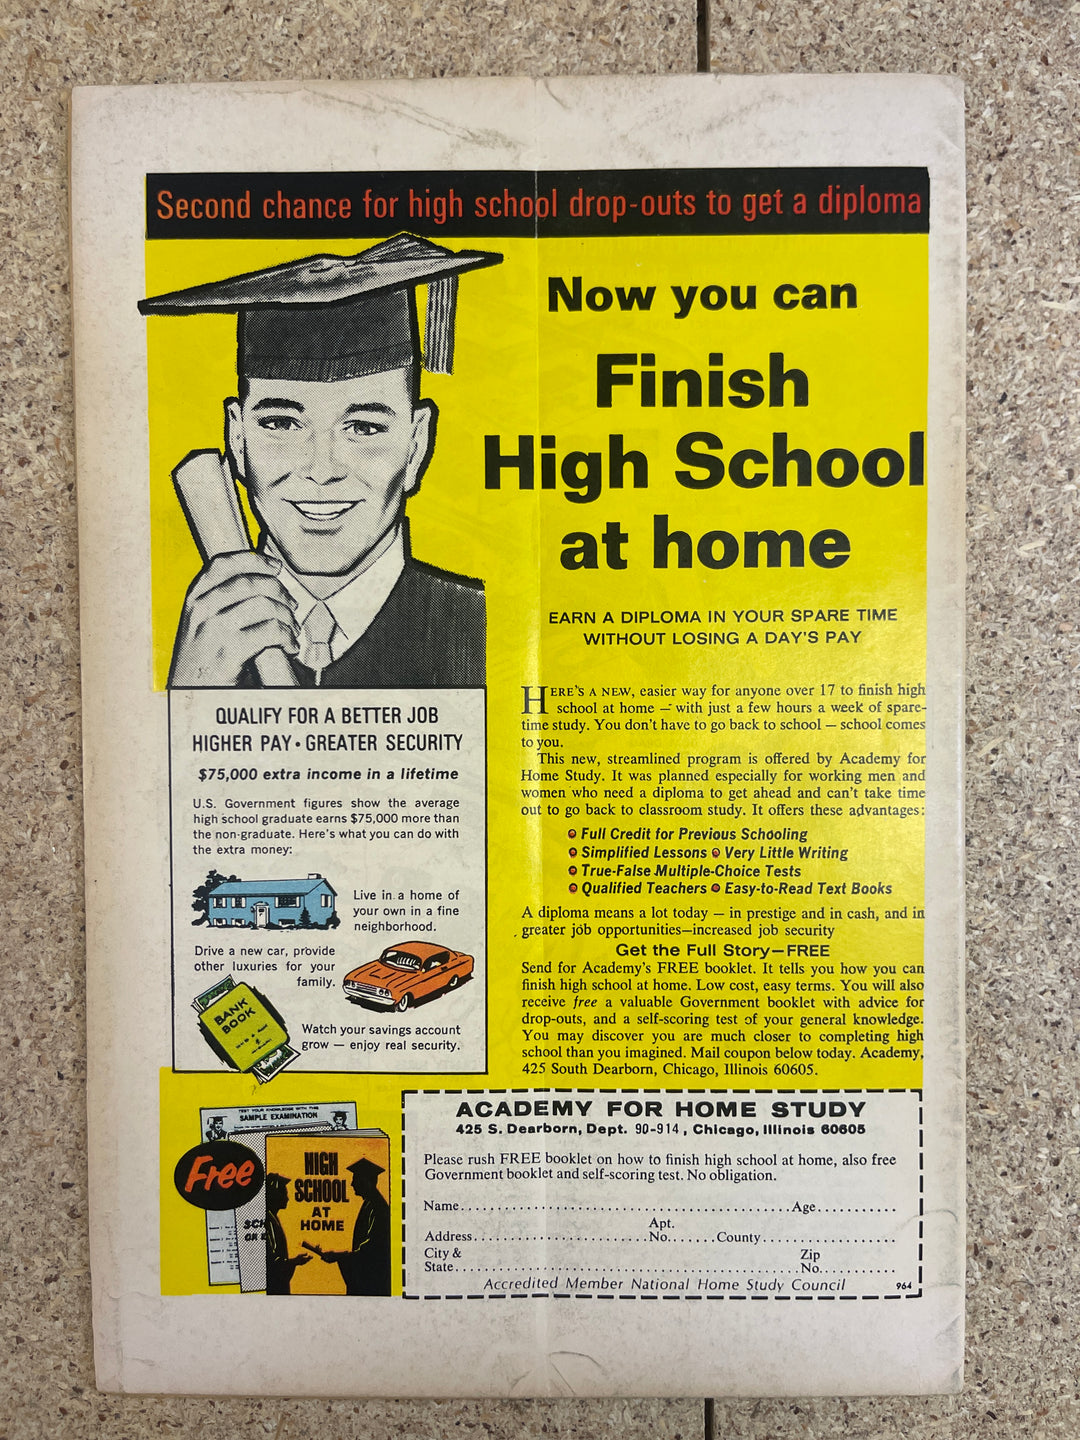 Second chance for high school drop-outs to get a diploma
Now you can
Finish
High School
at home
EARN A DIPLOMA IN YOUR SPARE TIME
WITHOUT LOSING A DAY'S PAY
QUALIFY FOR A BETTER JOB
HIGHER PAY • GREATER SECURITY
$75,000 extra income in a lifetime
U.S. Government figures show the average
high school graduate earns $75,000 more than
the non-graduate. Here's what you can do with
the extra money:
Live in a home of
your own in a fine
neighborhood.
Drive a new car, provide
other luxuries for your
family.
BANK
BOOK
Watch your savings account
grow — enjoy real security.
HERE'S A NEW, easier way for anyone over 17 to finish high
school at home — with just a few hours a week of spare-
time study. You don't have to go back to school — school comes
to you.
This new, streamlined program is offered by Academy for
Home Study. It was planned especially for working men and
women who need a diploma to get ahead and can't take time
out to go back to classroom study. It offers these advantages:
• Full Credit for Previous Schooling
• Simplified Lessons • Very Little Writing
• True-False Multiple-Choice Tests
• Qualified Teachers • Easy-to-Read Text Books
A diploma means a lot today — in prestige and in cash, and in
greater job opportunities—increased job security
Get the Full Story—FREE
Send for Academy's FREE booklet. It tells you how you can
finish high school at home. Low cost, easy terms. You will also
receive free a valuable Government booklet with advice for
drop-outs, and a self-scoring test of your general knowledge.
You may discover you are much closer to completing high
school than you imagined. Mail coupon below today. Academy,
425 South Dearborn, Chicago, Illinois 60605.
TEST YOUR KNOWLEDGE WITH THIS
SAMPLE EXAMINATION
Free
HIGH
SCHOOL
AT
HOME
ACADEMY FOR HOME STUDY
425 S. Dearborn, Dept. 90-914, Chicago, Illinois 60605
Please rush FREE booklet on how to finish high school at home, also free
Government booklet and self-scoring test. No obligation.
Name Age
Apt.
Address No. County
City & Zip
State No.
Accredited Member National Home Study Council 964